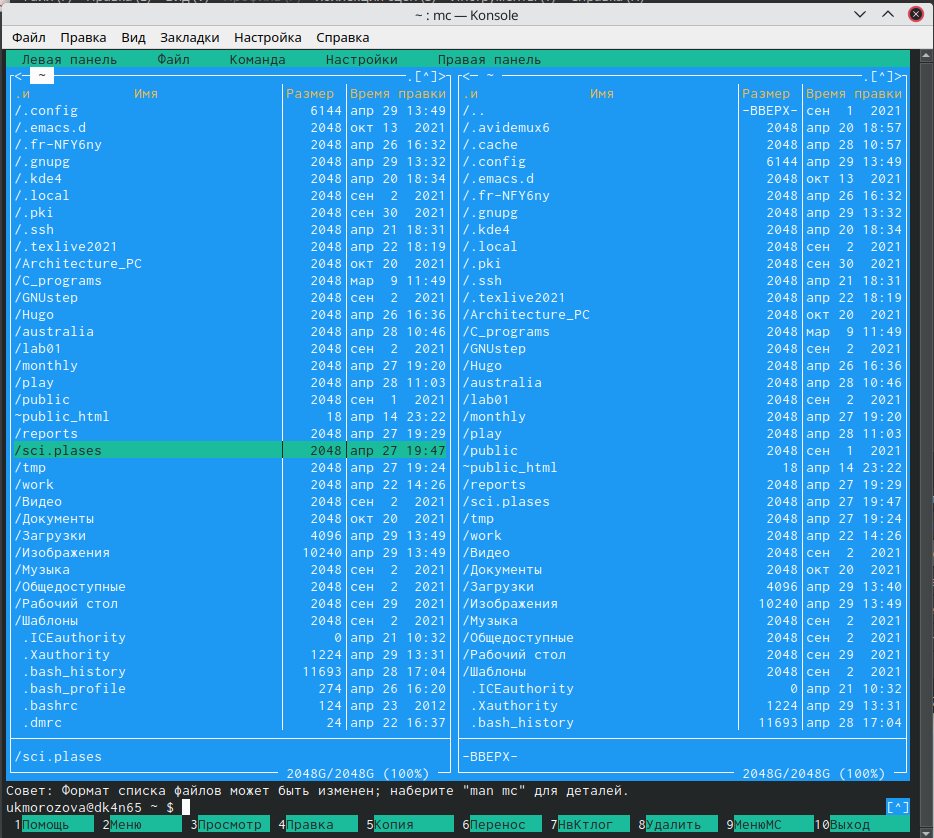 ~ : mc — Konsole
Файл Правка Вид Закладки Настройка Справка
Левая панель Файл Команда Настройки Правая панель
<─ ~ .[^]> <─ ~ .[^]>
.и Имя Размер Время правки .и Имя Размер Время правки
/.config 6144 апр 29 13:49 /.. -ВВЕРХ- сен 1 2021
/.emacs.d 2048 окт 13 2021 /.avidemux6 2048 апр 20 18:57
/.fr-NFY6ny 2048 апр 26 16:32 /.cache 2048 апр 28 10:57
/.gnupg 2048 апр 29 13:32 /.config 6144 апр 29 13:49
/.kde4 2048 апр 20 18:34 /.emacs.d 2048 окт 13 2021
/.local 2048 сен 2 2021 /.fr-NFY6ny 2048 апр 26 16:32
/.pki 2048 сен 30 2021 /.gnupg 2048 апр 29 13:32
/.ssh 2048 апр 21 18:31 /.kde4 2048 апр 20 18:34
/.texlive2021 2048 апр 22 18:19 /.local 2048 сен 2 2021
/Architecture_PC 2048 окт 20 2021 /.pki 2048 сен 30 2021
/C_programs 2048 мар 9 11:49 /.ssh 2048 апр 21 18:31
/GNUstep 2048 сен 2 2021 /.texlive2021 2048 апр 22 18:19
/Hugo 2048 апр 26 16:36 /Architecture_PC 2048 окт 20 2021
/australia 2048 апр 28 10:46 /C_programs 2048 мар 9 11:49
/lab01 2048 сен 2 2021 /GNUstep 2048 сен 2 2021
/monthly 2048 апр 27 19:20 /Hugo 2048 апр 26 16:36
/play 2048 апр 28 11:03 /australia 2048 апр 28 10:46
/public 2048 сен 1 2021 /lab01 2048 сен 2 2021
~public_html 18 апр 14 23:22 /monthly 2048 апр 27 19:20
/reports 2048 апр 27 19:29 /play 2048 апр 28 11:03
/sci.plases 2048 апр 27 19:47 /public 2048 сен 1 2021
/tmp 2048 апр 27 19:24 ~public_html 18 апр 14 23:22
/work 2048 апр 22 14:26 /reports 2048 апр 27 19:29
/Видео 2048 сен 2 2021 /sci.plases 2048 апр 27 19:47
/Документы 2048 окт 20 2021 /tmp 2048 апр 27 19:24
/Загрузки 4096 апр 29 13:49 /work 2048 апр 22 14:26
/Изображения 10240 апр 29 13:49 /Видео 2048 сен 2 2021
/Музыка 2048 сен 2 2021 /Документы 2048 окт 20 2021
/Общедоступные 2048 сен 2 2021 /Загрузки 4096 апр 29 13:40
/Рабочий стол 2048 сен 29 2021 /Изображения 10240 апр 29 13:49
/Шаблоны 2048 сен 2 2021 /Музыка 2048 сен 2 2021
.ICEauthority 0 апр 21 10:32 /Общедоступные 2048 сен 2 2021
.Xauthority 1224 апр 29 13:31 /Рабочий стол 2048 сен 29 2021
.bash_history 11693 апр 28 17:04 /Шаблоны 2048 сен 2 2021
.bash_profile 274 апр 26 16:20 .ICEauthority 0 апр 21 10:32
.bashrc 124 апр 23 2012 .Xauthority 1224 апр 29 13:31
.dmrc 24 апр 22 16:37 .bash_history 11693 апр 28 17:04
/sci.plases -ВВЕРХ-
2048G/2048G (100%) 2048G/2048G (100%)
Совет: Формат списка файлов может быть изменен; наберите "man mc" для деталей.
ukmorozova@dk4n65 ~ $ [^]
1Помощь 2Меню 3Просмотр 4Правка 5Копия 6Перенос 7НвКтлог 8Удалить 9МенюMC 10Выход